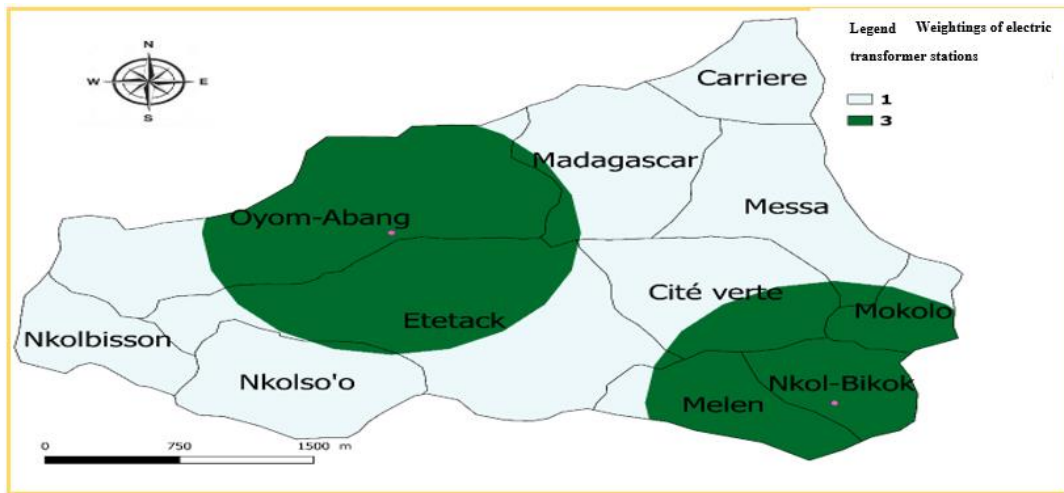 Legend Weightings of electric
transformer stations
1
3
N
W E
S
Carriere
Madagascar
Messa
Oyom-Abang
Cité verte
Mokolo
Etetack
Nkolbisson
Nkolso'o
Nkol-Bikok
Melen
0 750 1500 m